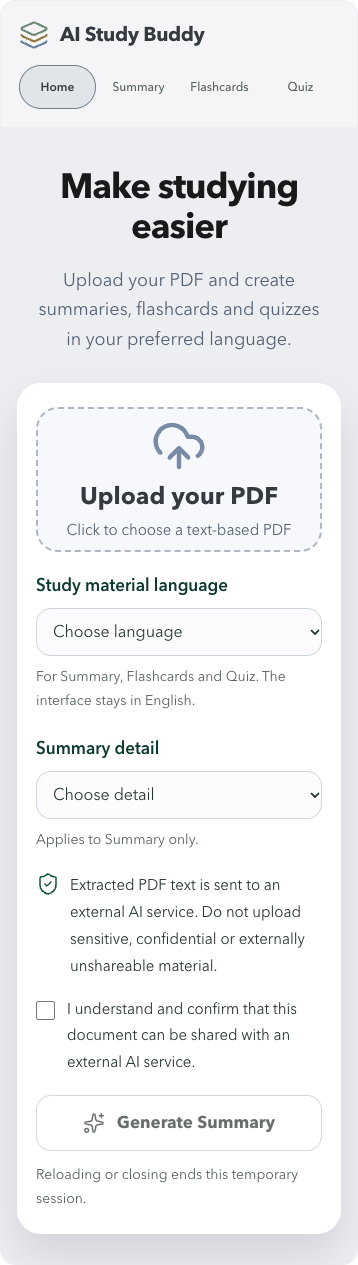 AI Study Buddy
Home
Summary
Flashcards
Quiz
Make studying
easier
Upload your PDF and create
summaries, flashcards and quizzes
in your preferred language.
Upload your PDF
Click to choose a text-based PDF
Study material language
Choose language
For Summary, Flashcards and Quiz. The
interface stays in English.
Summary detail
Choose detail
Applies to Summary only.
Extracted PDF text is sent to an
external AI service. Do not upload
sensitive, confidential or externally
unshareable material.
I understand and confirm that this
document can be shared with an
external AI service.
Generate Summary
Reloading or closing ends this temporary
session.